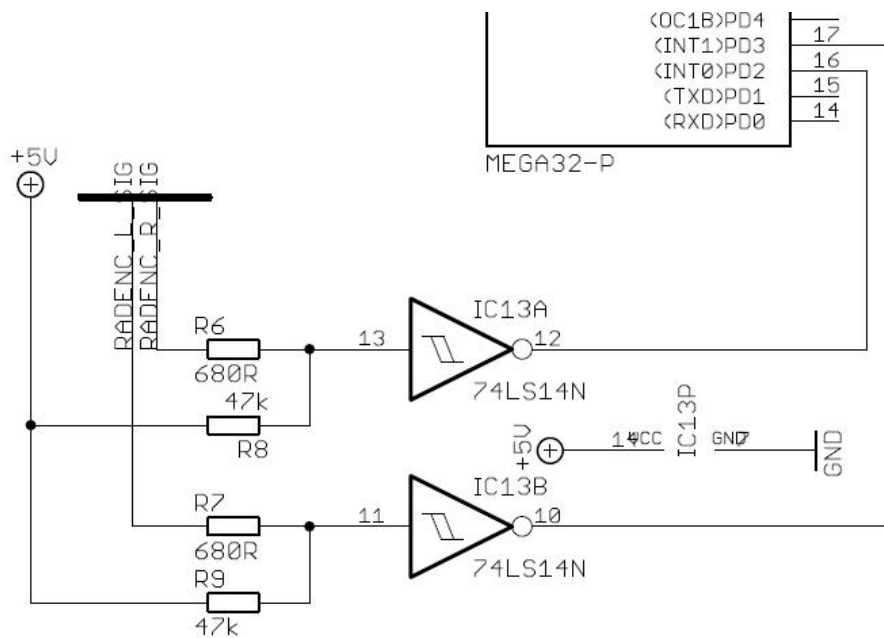 (OC1B)PD4
(INT1)PD3 17
(INT0)PD2 16
(TXD)PD1 15
(RXD)PD0 14
MEGA32-P
+5V
RADENC_L_SIG
RADENC_R_SIG
R6
680R
47k
R8
13
IC13A
12
74LS14N
+5V
14
VCC
IC13P
GND
7
GND
R7
680R
R9
47k
11
IC13B
10
74LS14N